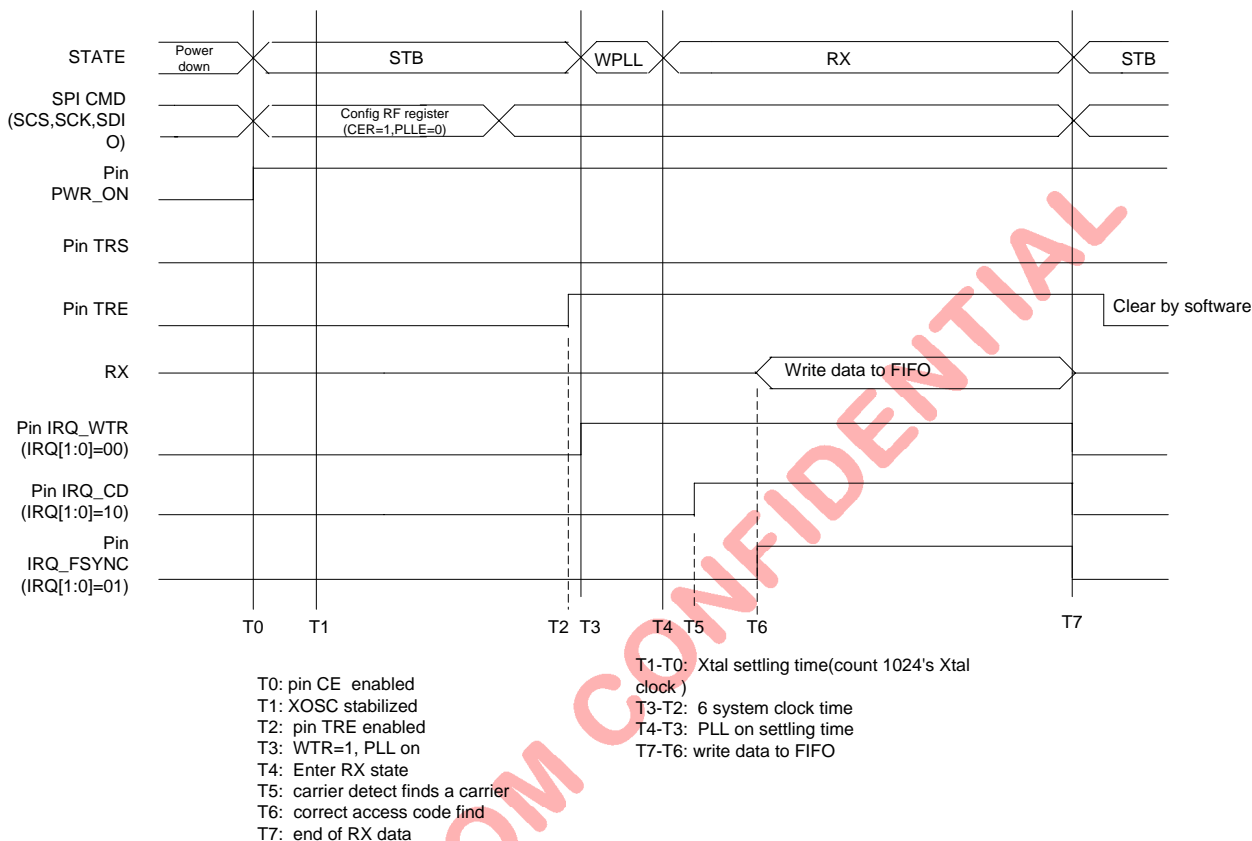 STATE
Power
down
STB
WPLL
RX
STB
SPI CMD
(SCS,SCK,SDI
O)
Config RF register
(CER=1,PLLE=0)
Pin
PWR_ON
Pin TRS
Pin TRE
Clear by software
RX
Write data to FIFO
Pin IRQ_WTR
(IRQ[1:0]=00)
Pin IRQ_CD
(IRQ[1:0]=10)
Pin
IRQ_FSYNC
(IRQ[1:0]=01)
T0 T1 T2 T3 T4 T5 T6 T7
T0: pin CE enabled
T1: XOSC stabilized
T2: pin TRE enabled
T3: WTR=1, PLL on
T4: Enter RX state
T5: carrier detect finds a carrier
T6: correct access code find
T7: end of RX data
T1-T0: Xtal settling time(count 1024's Xtal
clock )
T3-T2: 6 system clock time
T4-T3: PLL on settling time
T7-T6: write data to FIFO
OM CONFIDENTIAL